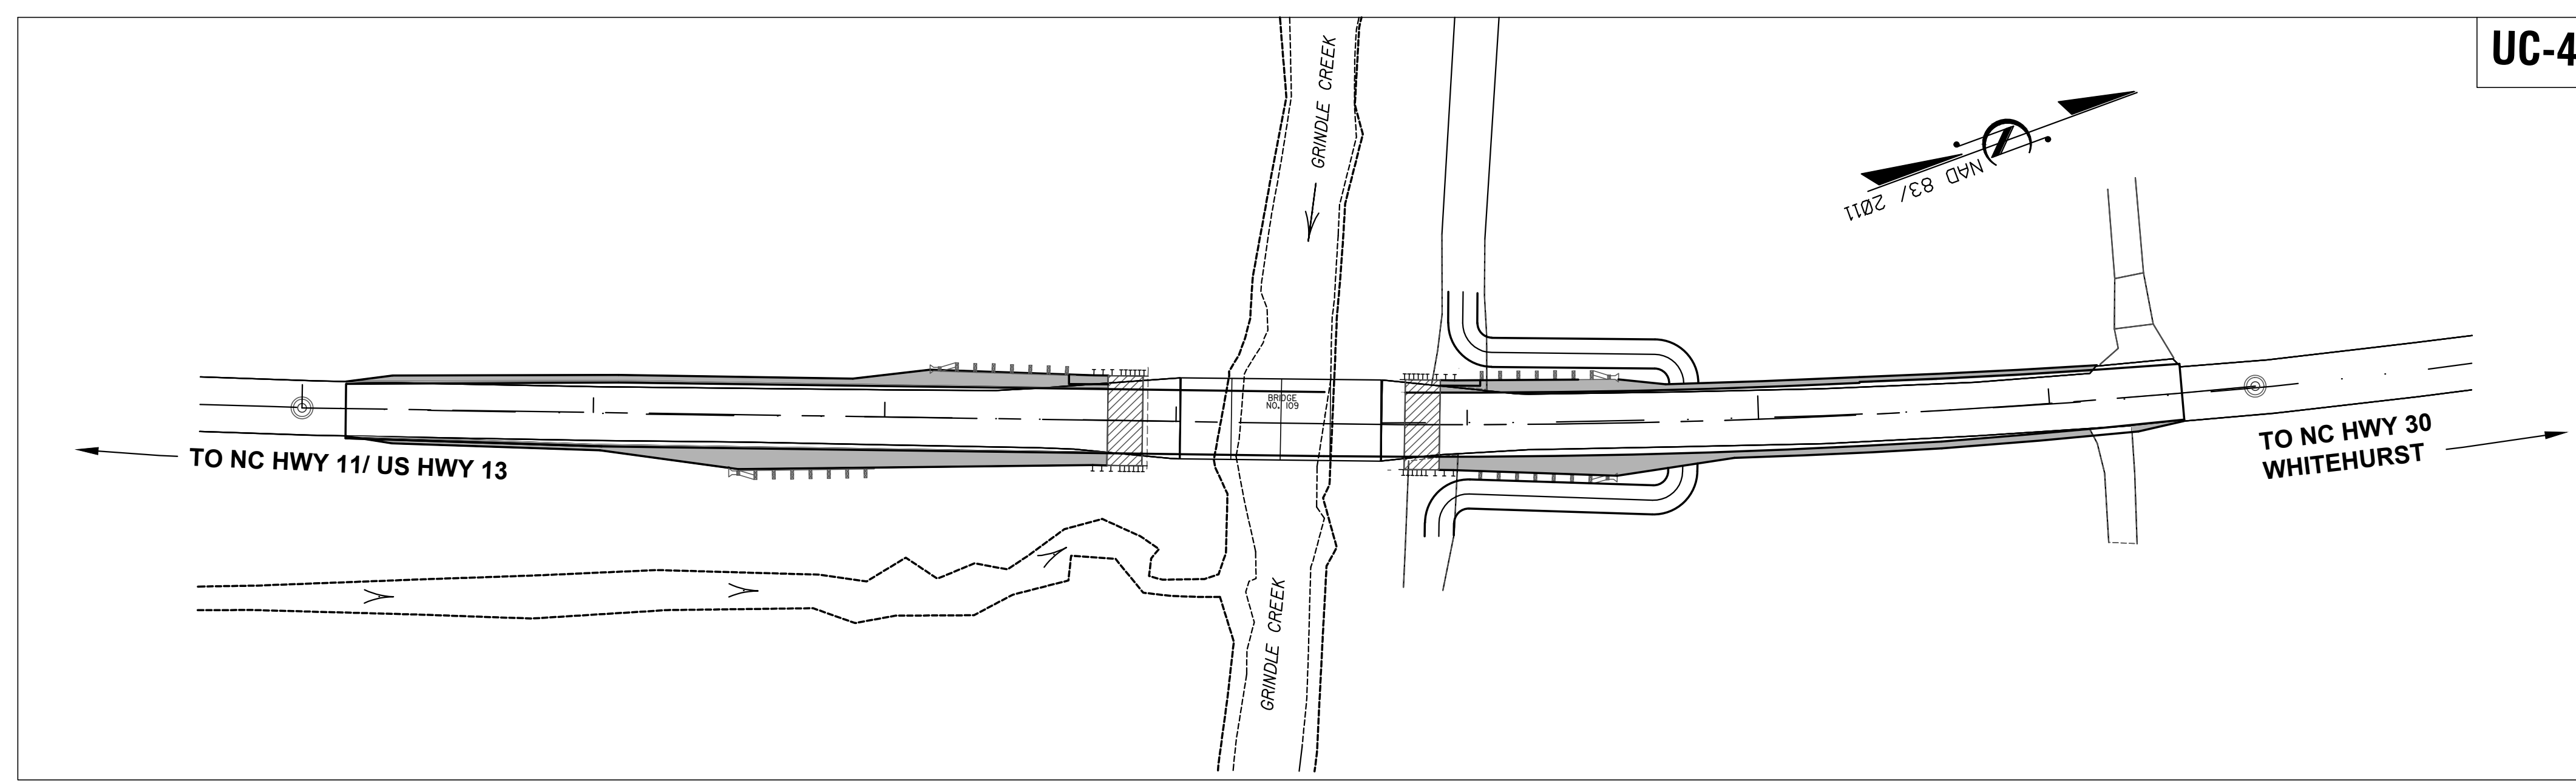 UC-4
GRINDLE CREEK
NAD 83/ 2011
BRIDGE
NO. 109
TO NC HWY 11/ US HWY 13
TO NC HWY 30
WHITEHURST
GRINDLE CREEK